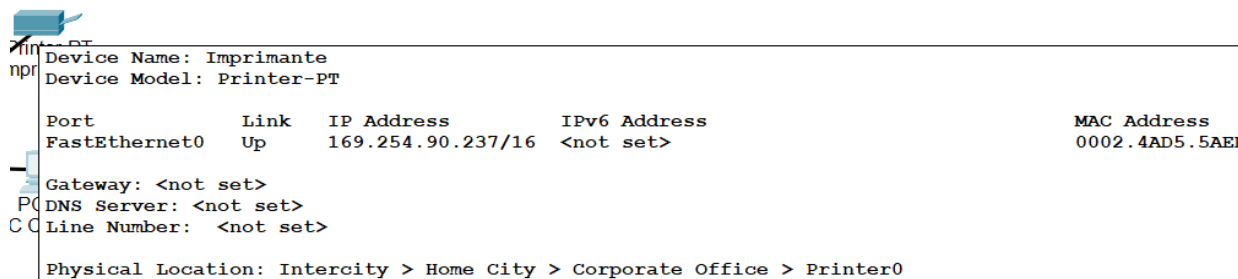 Device Name: Imprimante
Device Model: Printer-PT
Port Link IP Address IPv6 Address MAC Address
FastEthernet0 Up 169.254.90.237/16 <not set>
Gateway: <not set>
DNS Server: <not set>
Line Number: <not set>
Physical Location: Intercity > Home City > Corporate Office > Printer0